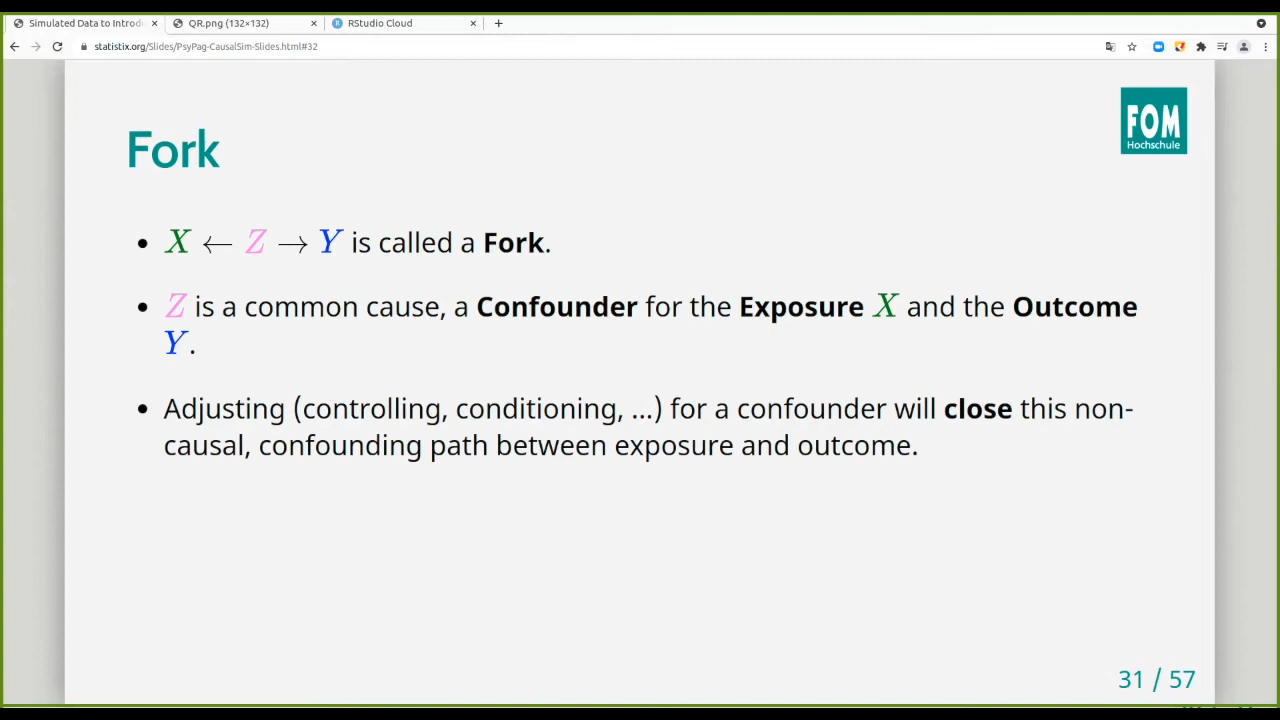 Simulated Data to Introdu
QR.png (132×132)
RStudio Cloud
statistix.org/Slides/PsyPag-CausalSim-Slides.html#32
FOM
Hochschule
Fork
• X ← Z → Y is called a Fork.
• Z is a common cause, a Confounder for the Exposure X and the Outcome
Y.
• Adjusting (controlling, conditioning, ...) for a confounder will close this non-
causal, confounding path between exposure and outcome.
31 / 57